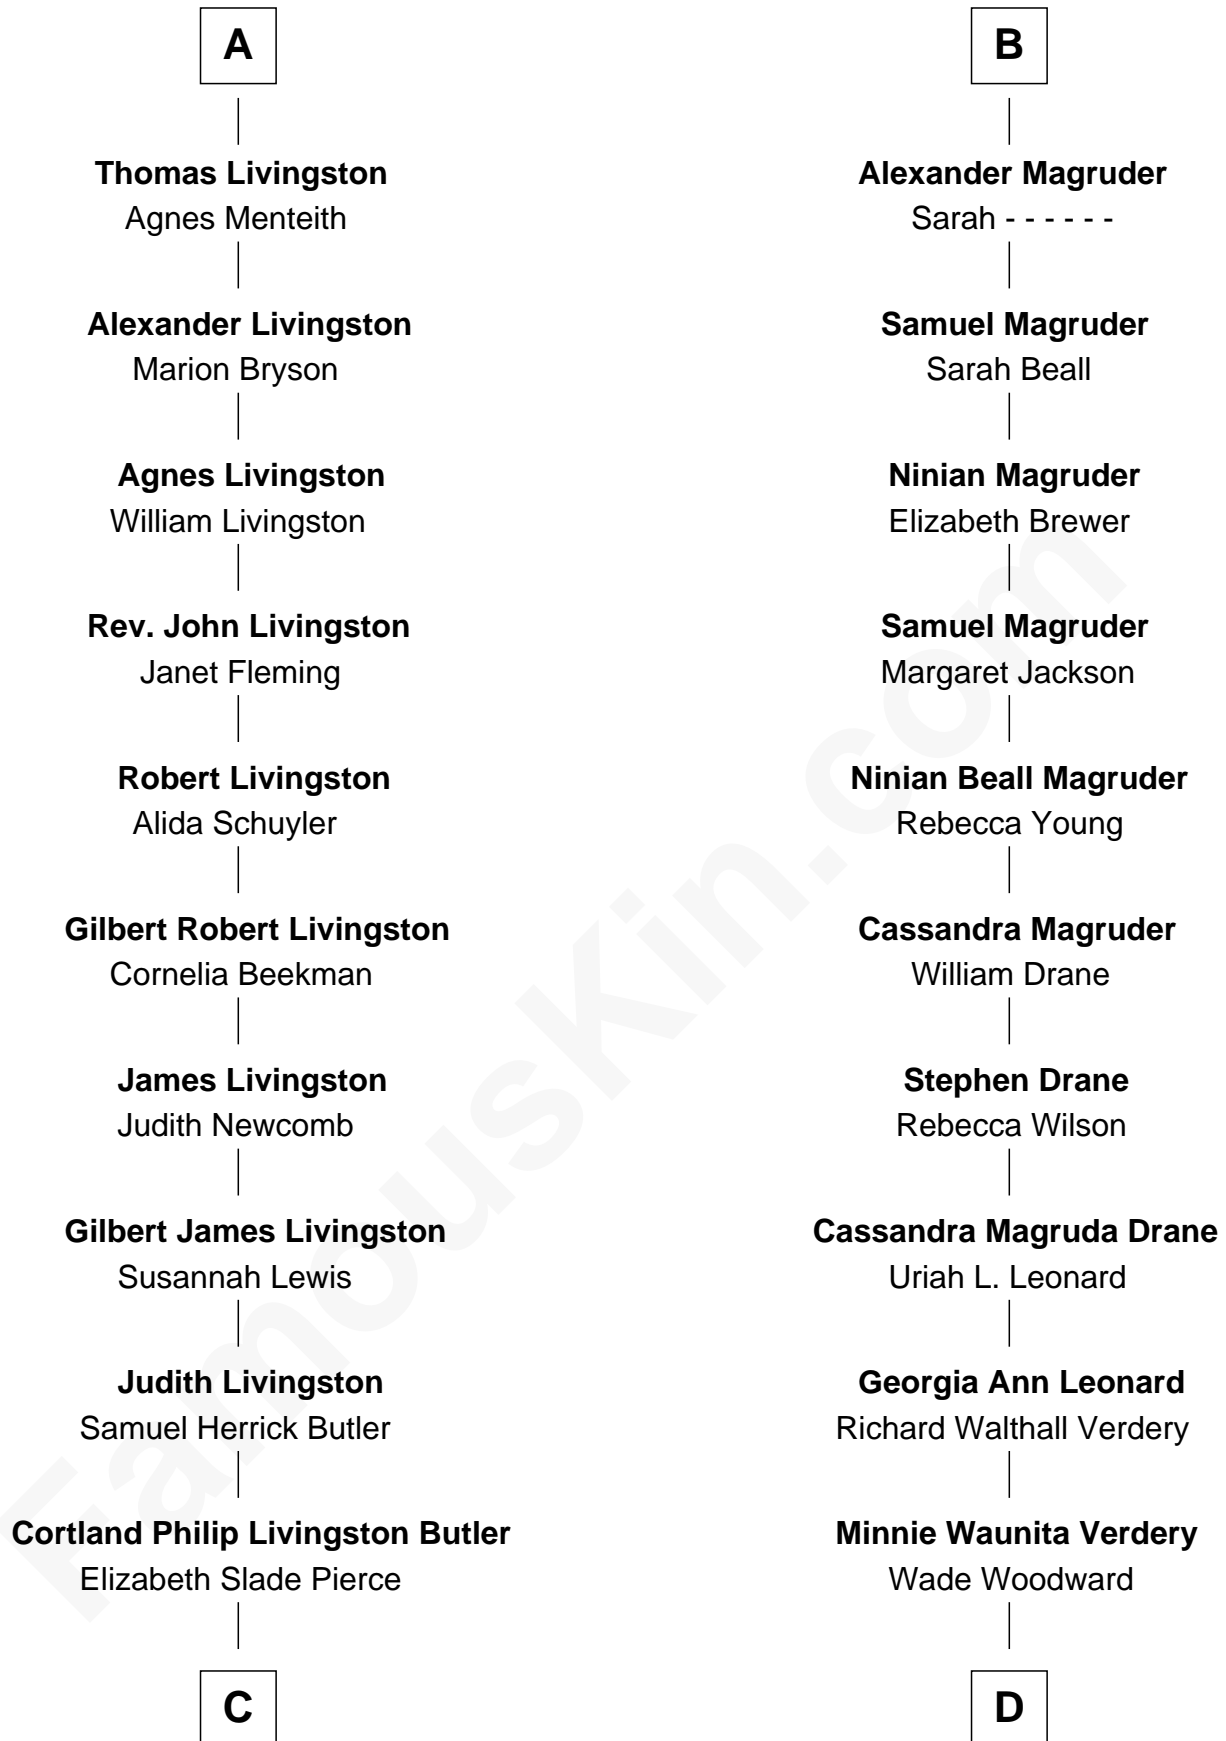 A
Thomas Livingston
Agnes Menteith
Alexander Livingston
Marion Bryson
Agnes Livingston
William Livingston
Rev. John Livingston
Janet Fleming
Robert Livingston
Alida Schuyler
Gilbert Robert Livingston
Cornelia Beekman
James Livingston
Judith Newcomb
Gilbert James Livingston
Susannah Lewis
Judith Livingston
Samuel Herrick Butler
Cortland Philip Livingston Butler
Elizabeth Slade Pierce
C
B
Alexander Magruder
Sarah - - - - - -
Samuel Magruder
Sarah Beall
Ninian Magruder
Elizabeth Brewer
Samuel Magruder
Margaret Jackson
Ninian Beall Magruder
Rebecca Young
Cassandra Magruder
William Drane
Stephen Drane
Rebecca Wilson
Cassandra Magruda Drane
Uriah L. Leonard
Georgia Ann Leonard
Richard Walthall Verdery
Minnie Waunita Verdery
Wade Woodward
D
FamousKin.com